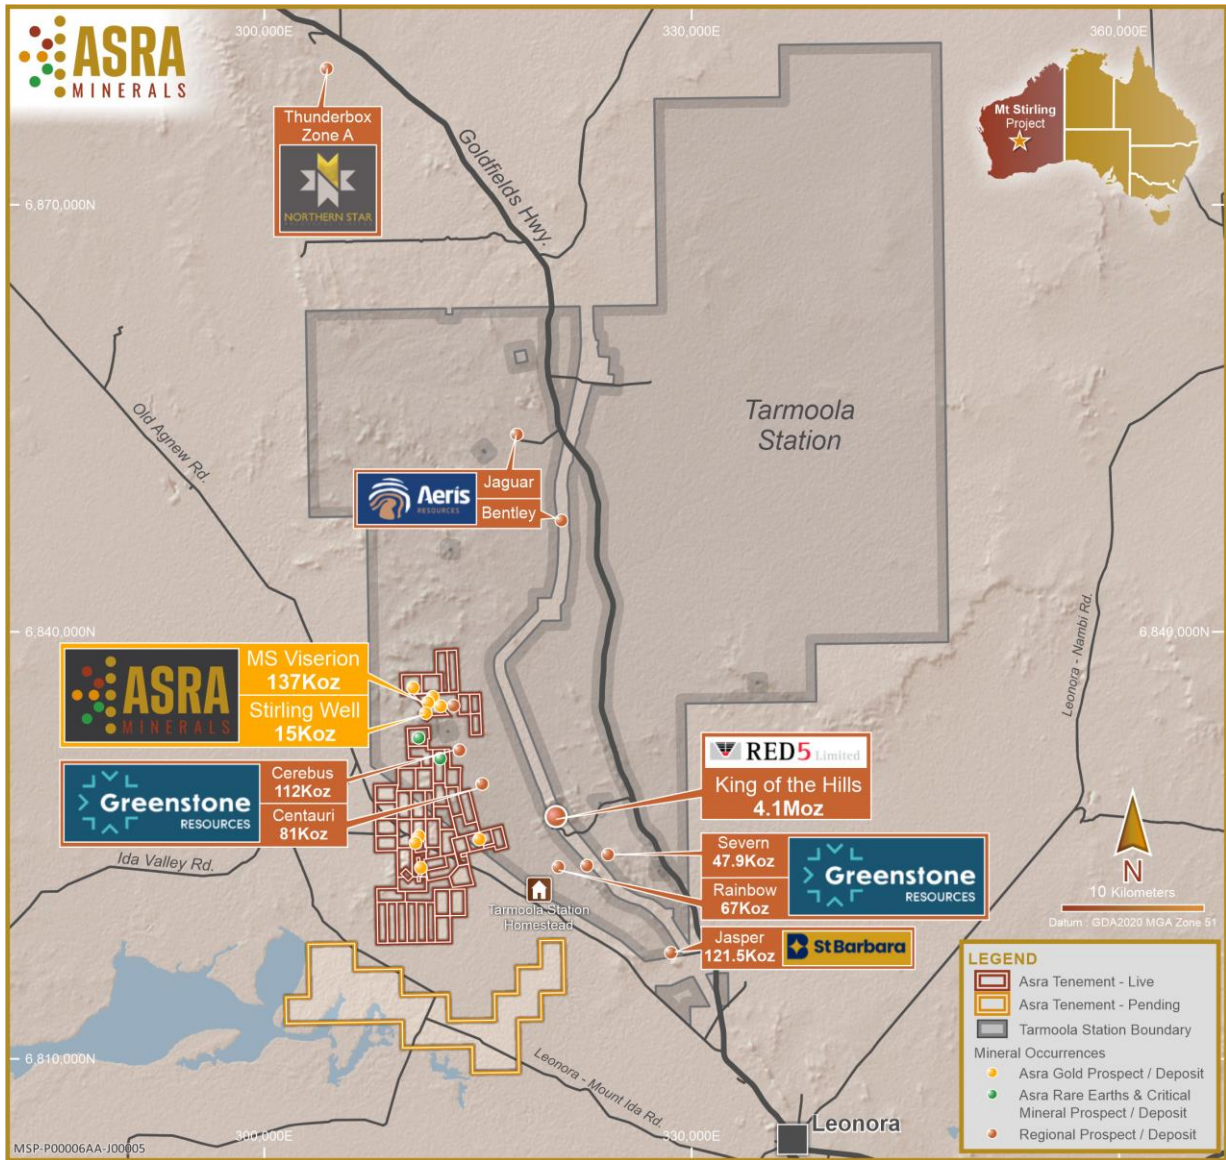 ASRA
MINERALS
300,000E
330,000E
360,000E
Thunderbox
Zone A
NORTHERN STAR
Goldfields Hwy.
Mt Stirling
Project
6,870,000N
Tarmoola
Station
Old Agnew Rd.
Aeris
RESOURCES
Jaguar
Bentley
6,840,000N
6,840,000N
Leonora - Nambi Rd.
ASRA
MINERALS
MS Viserion
137Koz
Stirling Well
15Koz
Greenstone
RESOURCES
Cerebus
112Koz
Centauri
81Koz
RED5 Limited
King of the Hills
4.1Moz
Severn
47.9Koz
Rainbow
67Koz
Greenstone
RESOURCES
Jasper
121.5Koz
St Barbara
Ida Valley Rd.
Tarmoola Station
Homestead
N
10 Kilometers
Datum : GDA2020 MGA Zone 51
6,810,000N
Leonora - Mount Ida Rd.
Leonora
300,000E
330,000E
MSP-P00006AA-J00005
LEGEND
Asra Tenement - Live
Asra Tenement - Pending
Tarmoola Station Boundary
Mineral Occurrences
Asra Gold Prospect / Deposit
Asra Rare Earths & Critical
Mineral Prospect / Deposit
Regional Prospect / Deposit